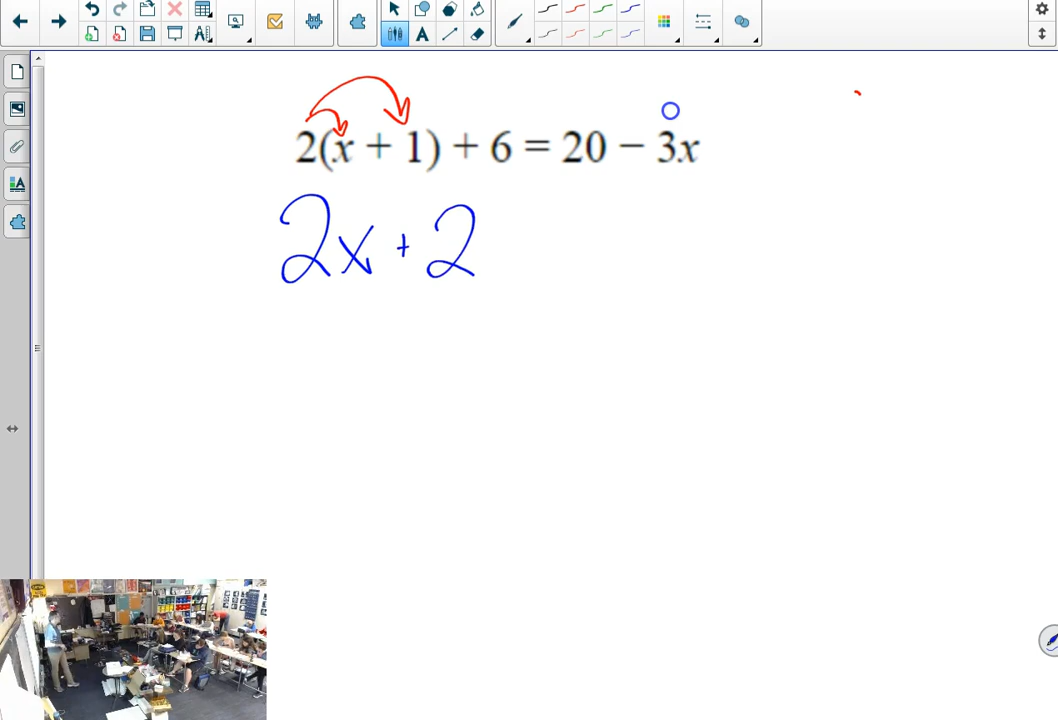 2(x + 1) + 6 = 20 − 3x
2x + 2